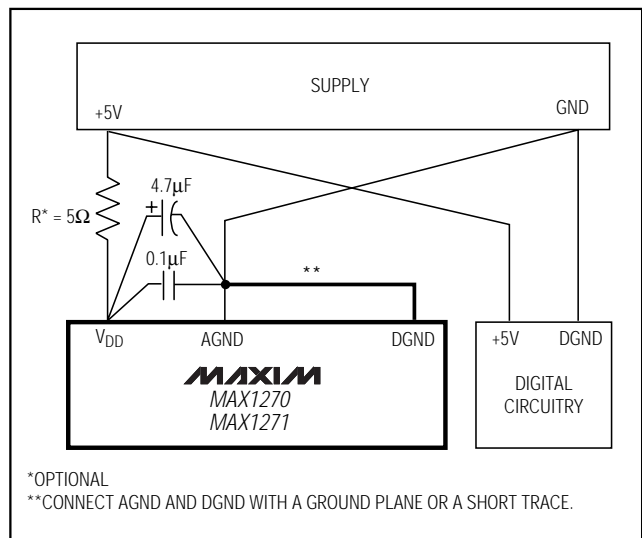 SUPPLY
+5V
GND
4.7μF
+
R* = 5Ω
0.1μF
**
VDD
AGND
DGND
+5V
DGND
MAXIM
MAX1270
MAX1271
DIGITAL
CIRCUITRY
*OPTIONAL
**CONNECT AGND AND DGND WITH A GROUND PLANE OR A SHORT TRACE.